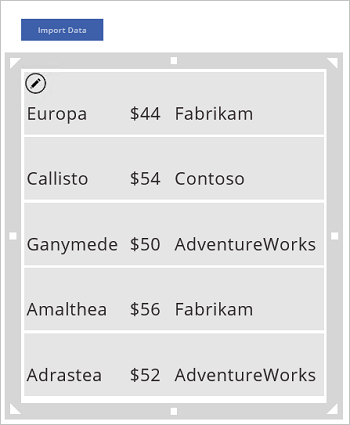 Import Data
Europa $44 Fabrikam
Callisto $54 Contoso
Ganymede $50 AdventureWorks
Amalthea $56 Fabrikam
Adrastea $52 AdventureWorks